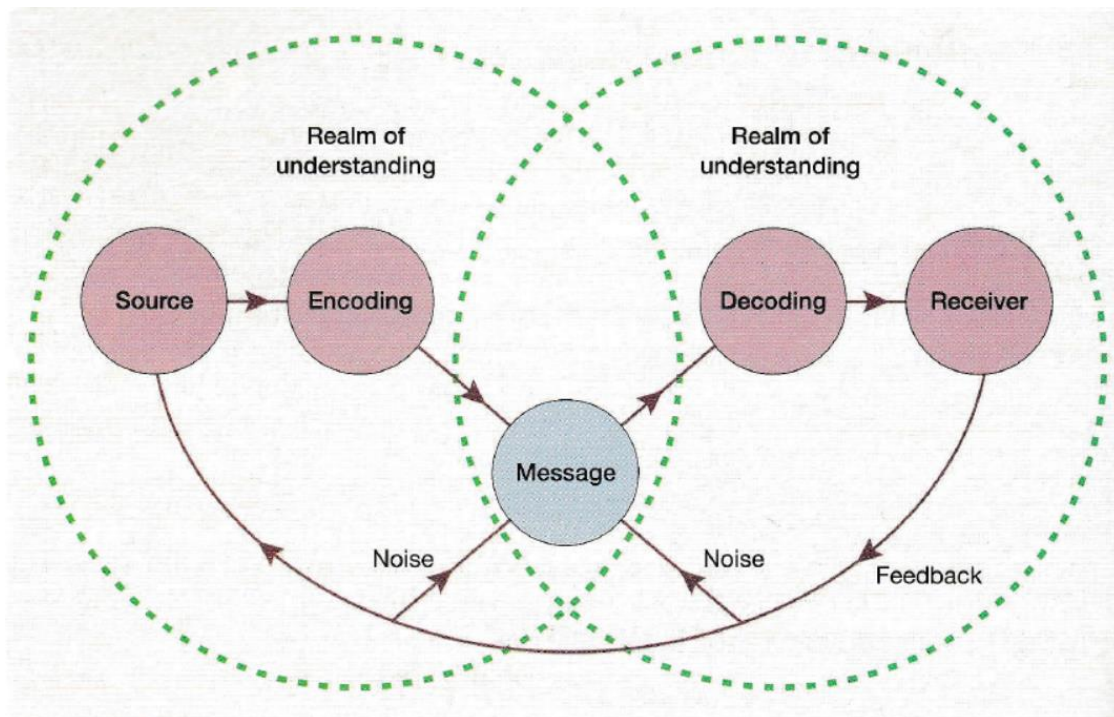 Realm of
understanding
Realm of
understanding
Source
Encoding
Decoding
Receiver
Message
Noise
Noise
Feedback